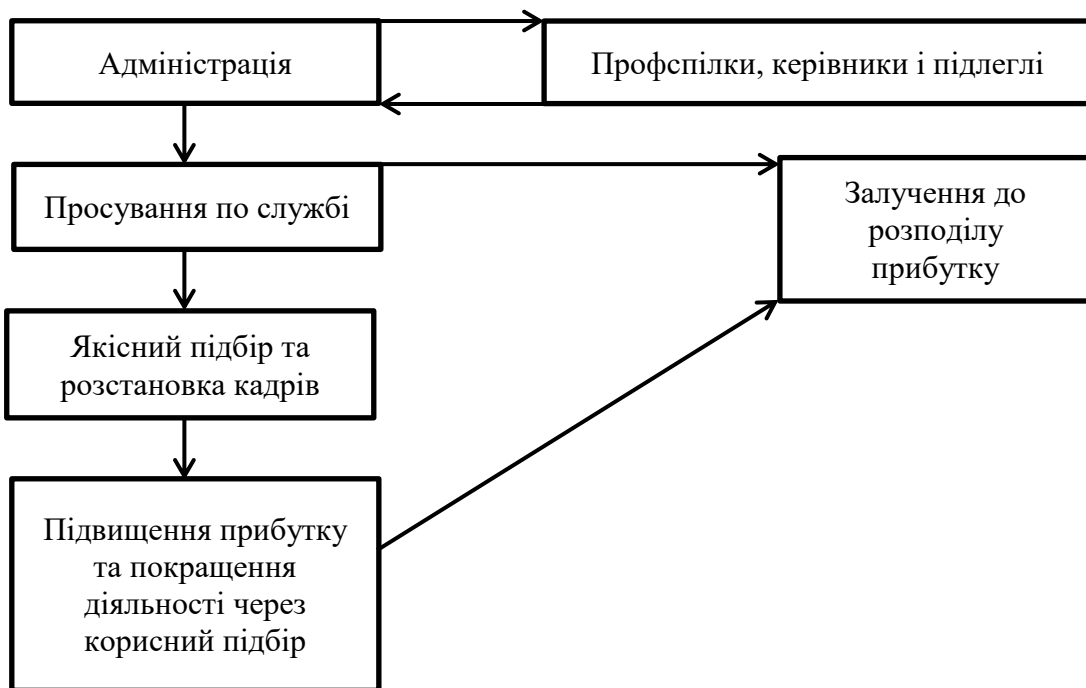 Адміністрація
Профспілки, керівники і підлеглі
Просування по службі
Залучення до
розподілу
прибутку
Якісний підбір та
розстановка кадрів
Підвищення прибутку
та покращення
діяльності через
корисний підбір